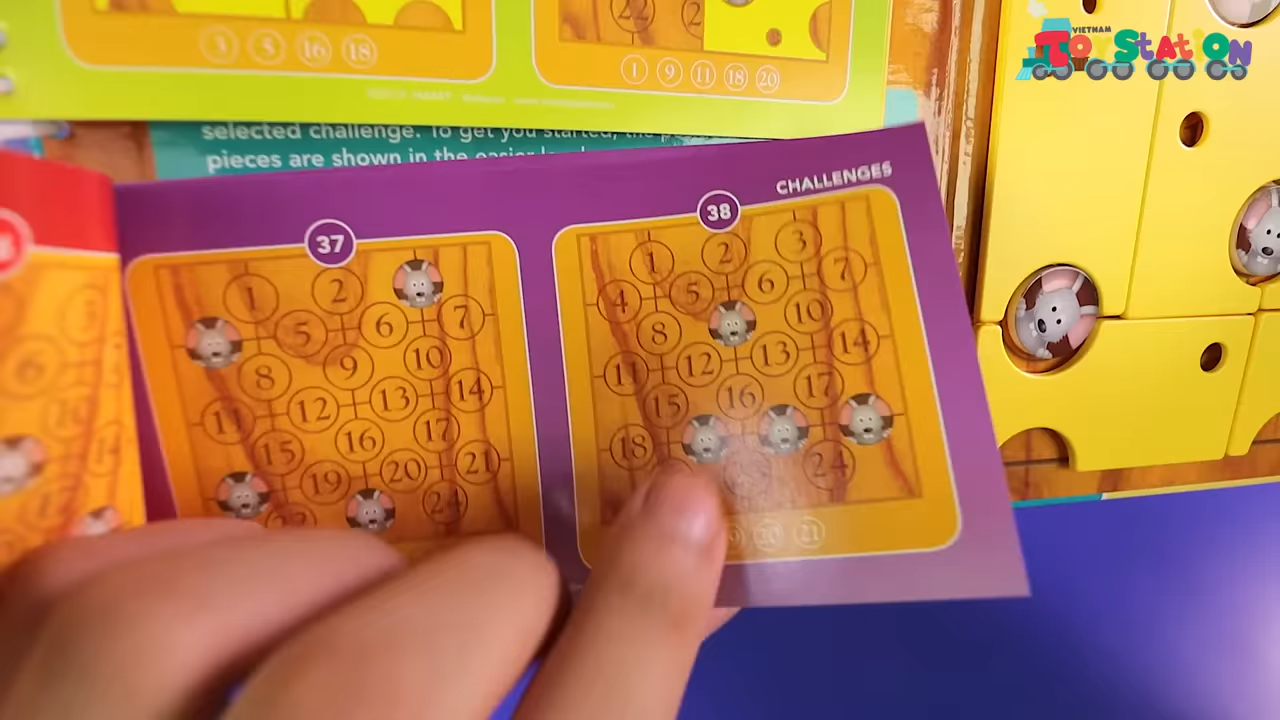 VIETNAM
TOY STATION
22
3 5 16 18
1 9 11 18 20
selected challenge. To get you started, the
pieces are shown in the easier
CHALLENGES
37
1 2
5 6 7
8 9 10
11 12 13 14
15 16 17
19 20 21
24
38
1 2 3
4 5 6 7
8 10
11 12 13 14
15 16 17
18
24
20 21